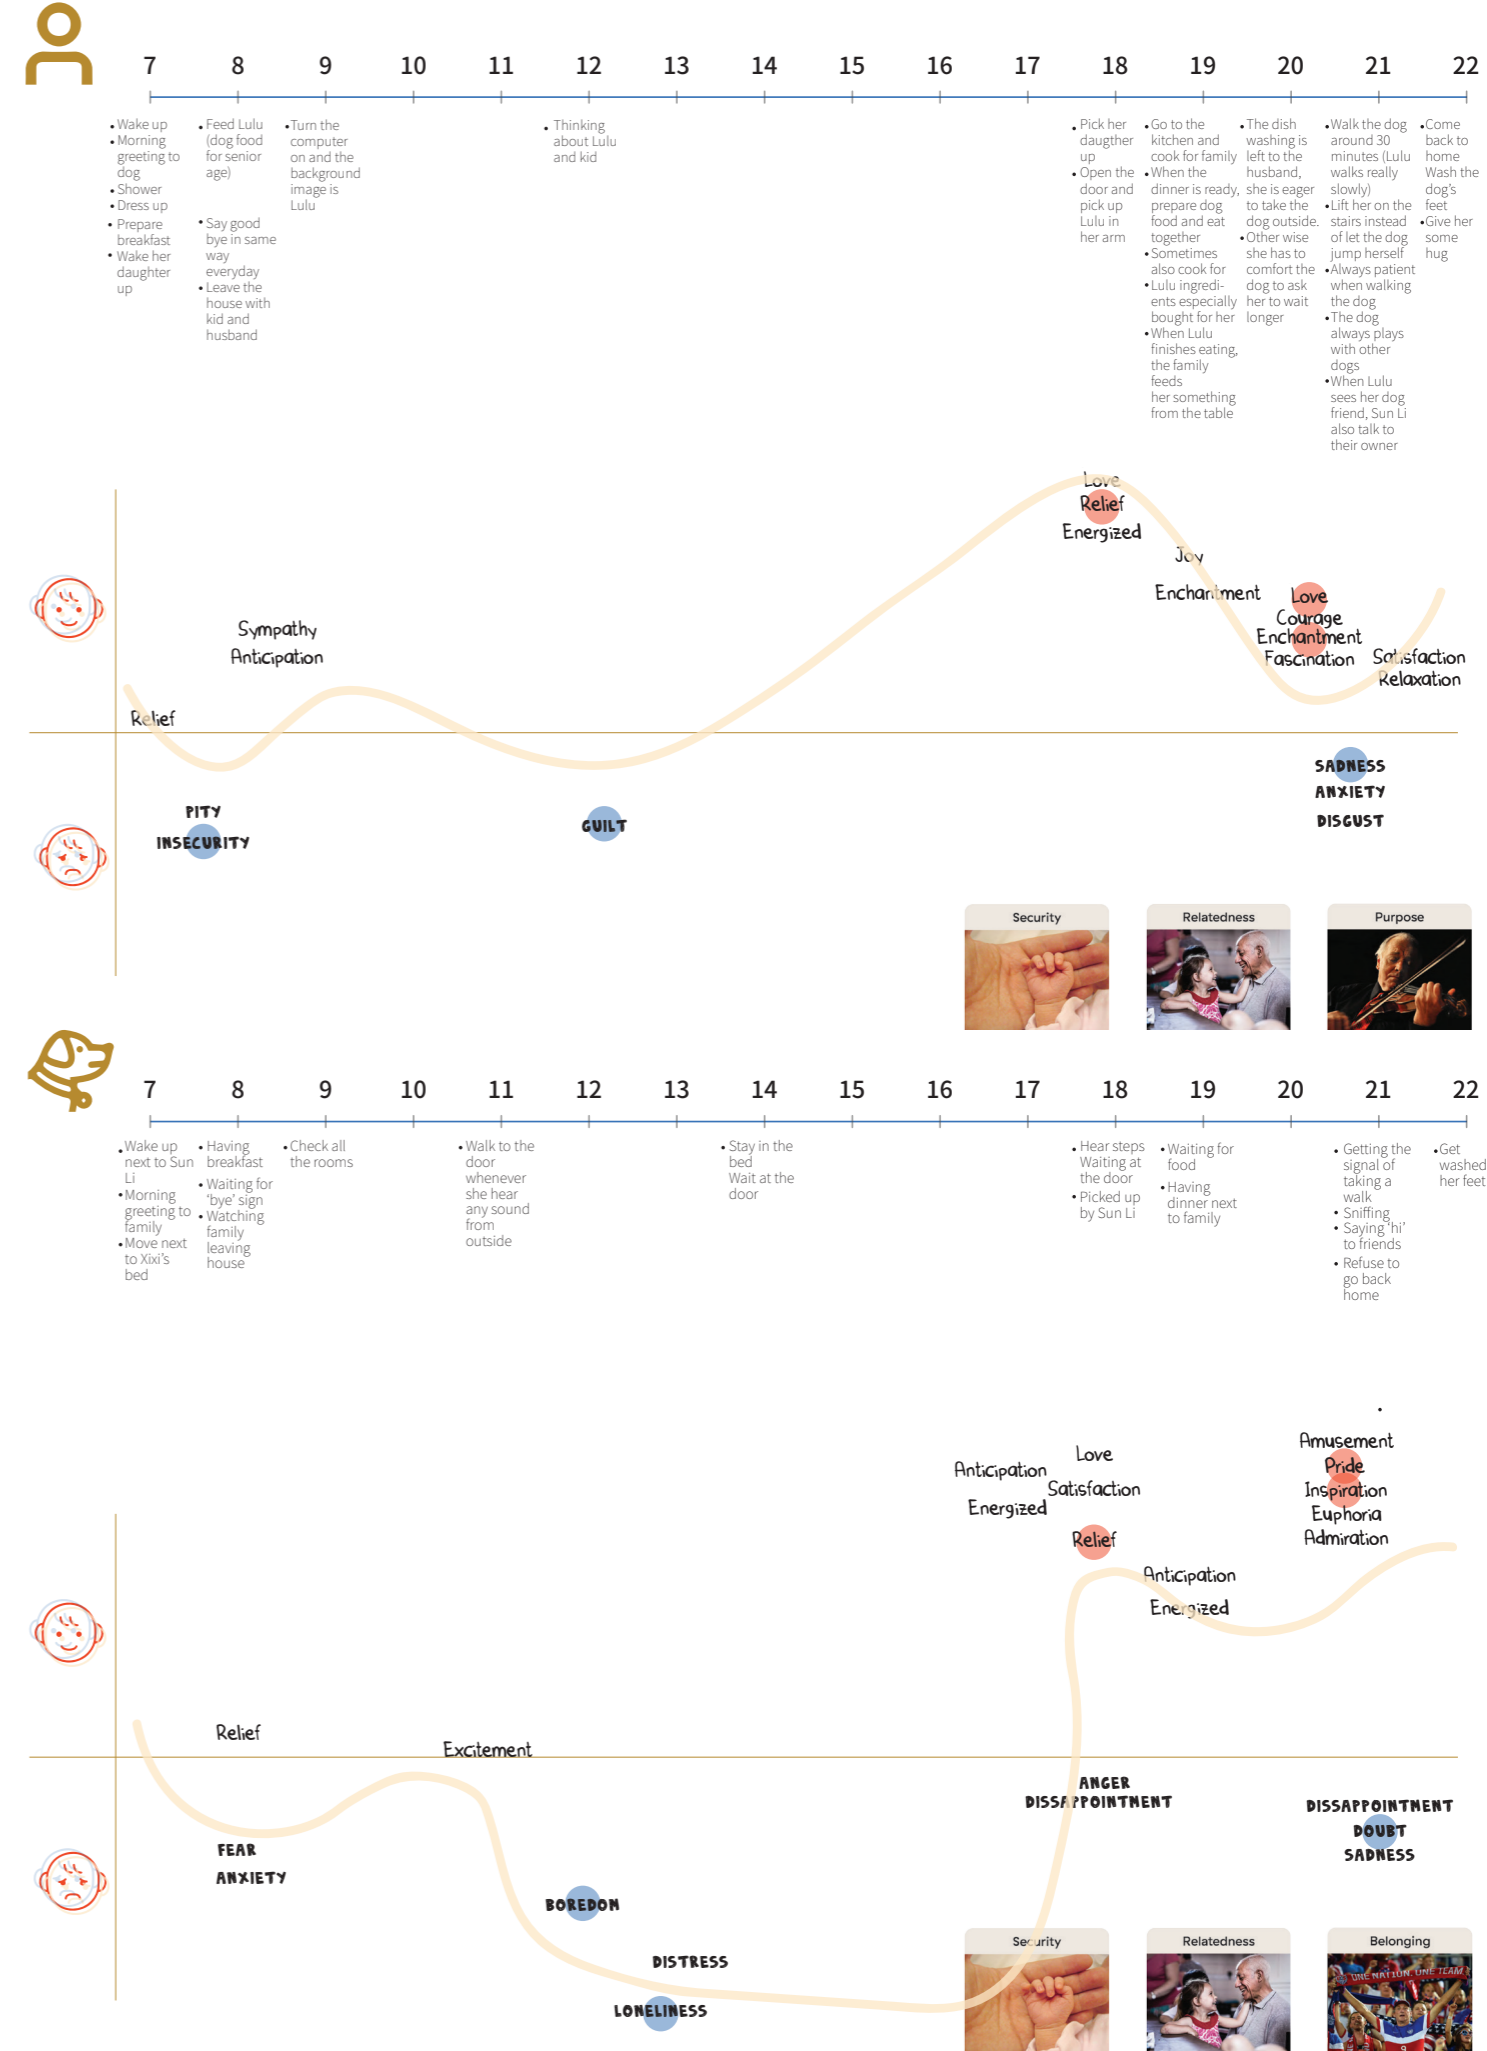 7 8 9 10 11 12 13 14 15 16 17 18 19 20 21 22
• Wake up
• Morning
greeting to
dog
• Shower
• Dress up
• Prepare
breakfast
• Wake her
daughter
up
• Feed Lulu
(dog food
for senior
age)
• Say good
bye in same
way
everyday
• Leave the
house with
kid and
husband
• Turn the
computer
on and the
background
image is
Lulu
• Thinking
about Lulu
and kid
• Pick her
daugther
up
• Open the
door and
pick up
Lulu in
her arm
• Go to the
kitchen and
cook for family
• When the
dinner is ready,
prepare dog
food and eat
together
• Sometimes
also cook for
• Lulu ingredi-
ents especially
bought for her
• When Lulu
finishes eating,
the family
feeds
her something
from the table
• The dish
washing is
left to the
husband,
she is eager
to take the
dog outside.
• Other wise
she has to
comfort the
dog to ask
her to wait
longer
• Walk the dog
around 30
minutes (Lulu
walks really
slowly)
• Lift her on the
stairs instead
of let the dog
jump herself
• Always patient
when walking
the dog
• The dog
always plays
with other
dogs
• When Lulu
sees her dog
friend, Sun Li
also talk to
their owner
• Come
back to
home
Wash the
dog's
feet
• Give her
some
hug
Love
Relief
Energized
Joy
Enchantment
Love
Courage
Enchantment
Fascination
Satisfaction
Relaxation
Sympathy
Anticipation
Relief
PITY
INSECURITY
GUILT
SADNESS
ANXIETY
DISGUST
Security
Relatedness
Purpose
7 8 9 10 11 12 13 14 15 16 17 18 19 20 21 22
• Wake up
next to Sun
Li
• Morning
greeting to
family
• Move next
to Xixi's
bed
• Having
breakfast
• Waiting for
'bye' sign
• Watching
family
leaving
house
• Check all
the rooms
• Walk to the
door
whenever
she hear
any sound
from
outside
• Stay in the
bed
Wait at the
door
• Hear steps
Waiting at
the door
• Picked up
by Sun Li
• Waiting for
food
• Having
dinner next
to family
• Getting the
signal of
taking a
walk
• Sniffing
• Saying 'hi'
to friends
• Refuse to
go back
home
• Get
washed
her feet
Anticipation
Energized
Love
Satisfaction
Relief
Anticipation
Energized
Amusement
Pride
Inspiration
Euphoria
Admiration
Relief
Excitement
FEAR
ANXIETY
BOREDOM
DISTRESS
LONELINESS
ANGER
DISSAPPOINTMENT
DISSAPPOINTMENT
DOUBT
SADNESS
Security
Relatedness
Belonging
ONE NATION. ONE TEAM.